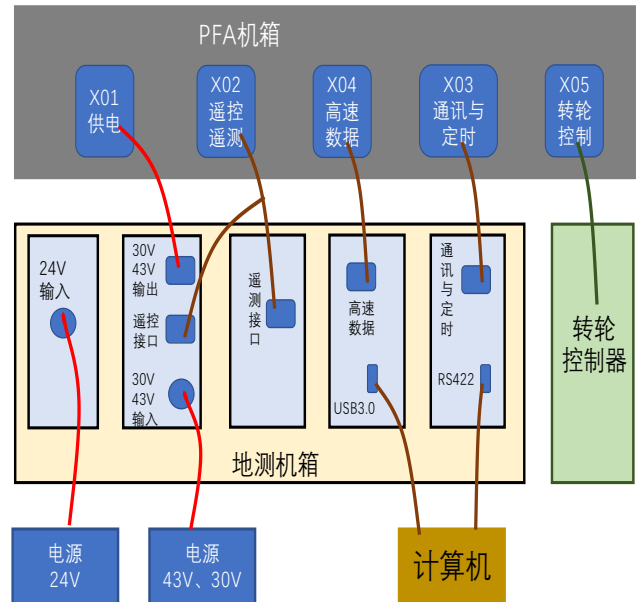 PFA机箱
X01
供电
X02
遥控
遥测
X04
高速
数据
X03
通讯与
定时
X05
转轮
控制
24V
输入
30V
43V
输出
遥控
接口
30V
43V
输入
遥
测
接
口
高速
数据
USB3.0
通
讯
与
定
时
RS422
转轮
控制器
地测机箱
电源
24V
电源
43V、30V
计算机